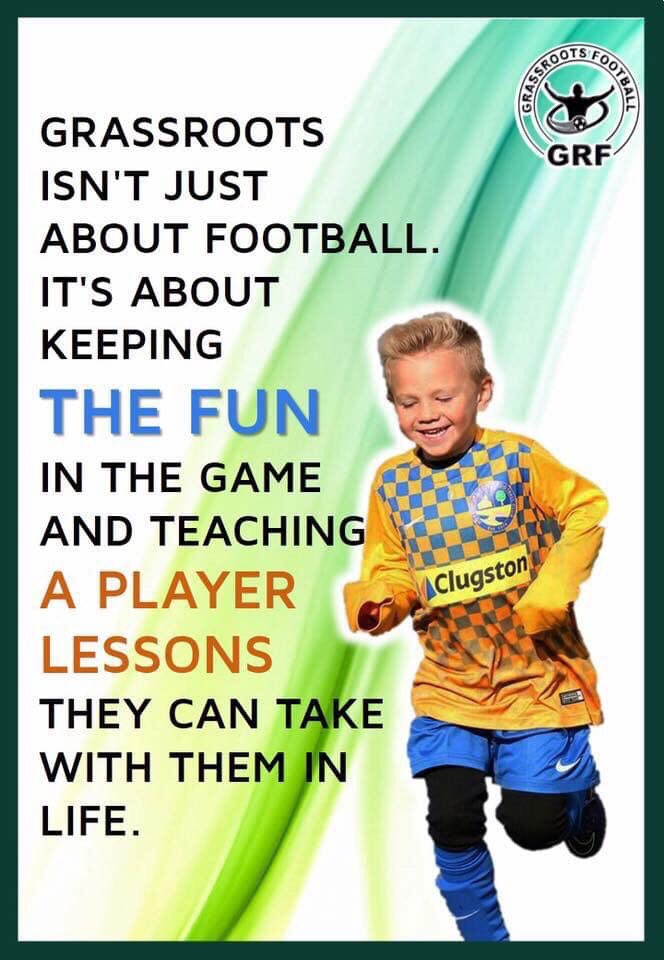 GRASSROOTS FOOTBALL
GRF
GRASSROOTS
ISN'T JUST
ABOUT FOOTBALL.
IT'S ABOUT
KEEPING
THE FUN
IN THE GAME
AND TEACHING
A PLAYER
LESSONS
THEY CAN TAKE
WITH THEM IN
LIFE.
Clugston